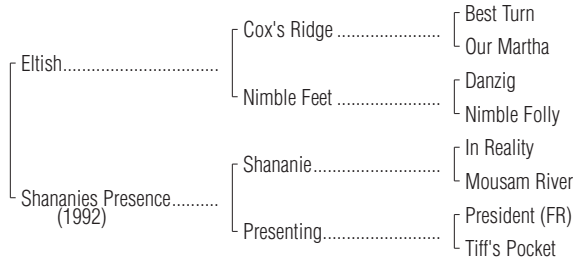 Best Turn
Cox's Ridge ......................
Our Martha
Eltish.................................
Danzig
Nimble Feet ......................
Nimble Folly
In Reality
Shananie...........................
Mousam River
Shananies Presence..........
(1992)
President (FR)
Presenting.........................
Tiff's Pocket